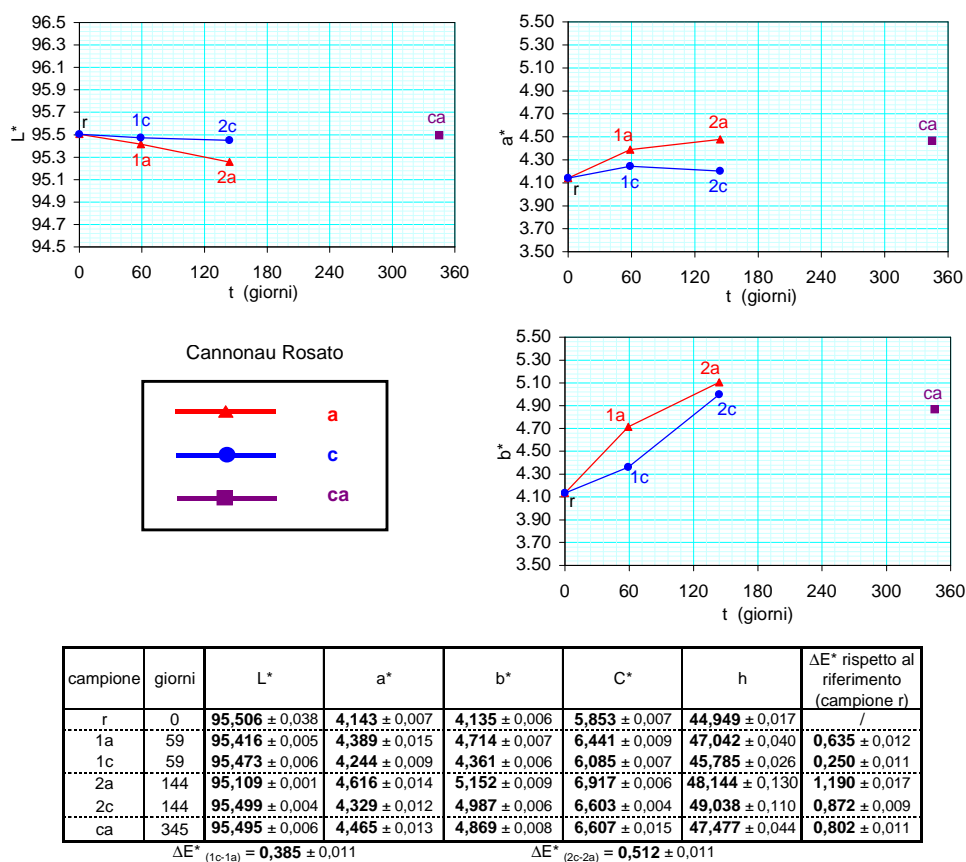 96.5
96.3
96.1
95.9
95.7
95.5
95.3
95.1
94.9
94.7
94.5
L*
r
1c
2c
1a
2a
ca
0 60 120 180 240 300 360
t (giorni)
5.50
5.30
5.10
4.90
4.70
4.50
4.30
4.10
3.90
3.70
3.50
a*
r
1a
2a
1c
2c
ca
0 60 120 180 240 300 360
t (giorni)
Cannonau Rosato
a
c
ca
5.50
5.30
5.10
4.90
4.70
4.50
4.30
4.10
3.90
3.70
3.50
b*
r
1a
2a
1c
2c
ca
0 60 120 180 240 300 360
t (giorni)
campione giorni L* a* b* C* h ΔE* rispetto al
riferimento
(campione r)
r 0 95,506 ± 0,038 4,143 ± 0,007 4,135 ± 0,006 5,853 ± 0,007 44,949 ± 0,017 /
1a 59 95,416 ± 0,005 4,389 ± 0,015 4,714 ± 0,007 6,441 ± 0,009 47,042 ± 0,040 0,635 ± 0,012
1c 59 95,473 ± 0,006 4,244 ± 0,009 4,361 ± 0,006 6,085 ± 0,007 45,785 ± 0,026 0,250 ± 0,011
2a 144 95,109 ± 0,001 4,616 ± 0,014 5,152 ± 0,009 6,917 ± 0,006 48,144 ± 0,130 1,190 ± 0,017
2c 144 95,499 ± 0,004 4,329 ± 0,012 4,987 ± 0,006 6,603 ± 0,004 49,038 ± 0,110 0,872 ± 0,009
ca 345 95,495 ± 0,006 4,465 ± 0,013 4,869 ± 0,008 6,607 ± 0,015 47,477 ± 0,044 0,802 ± 0,011
ΔE* (1c-1a) = 0,385 ± 0,011 ΔE* (2c-2a) = 0,512 ± 0,011